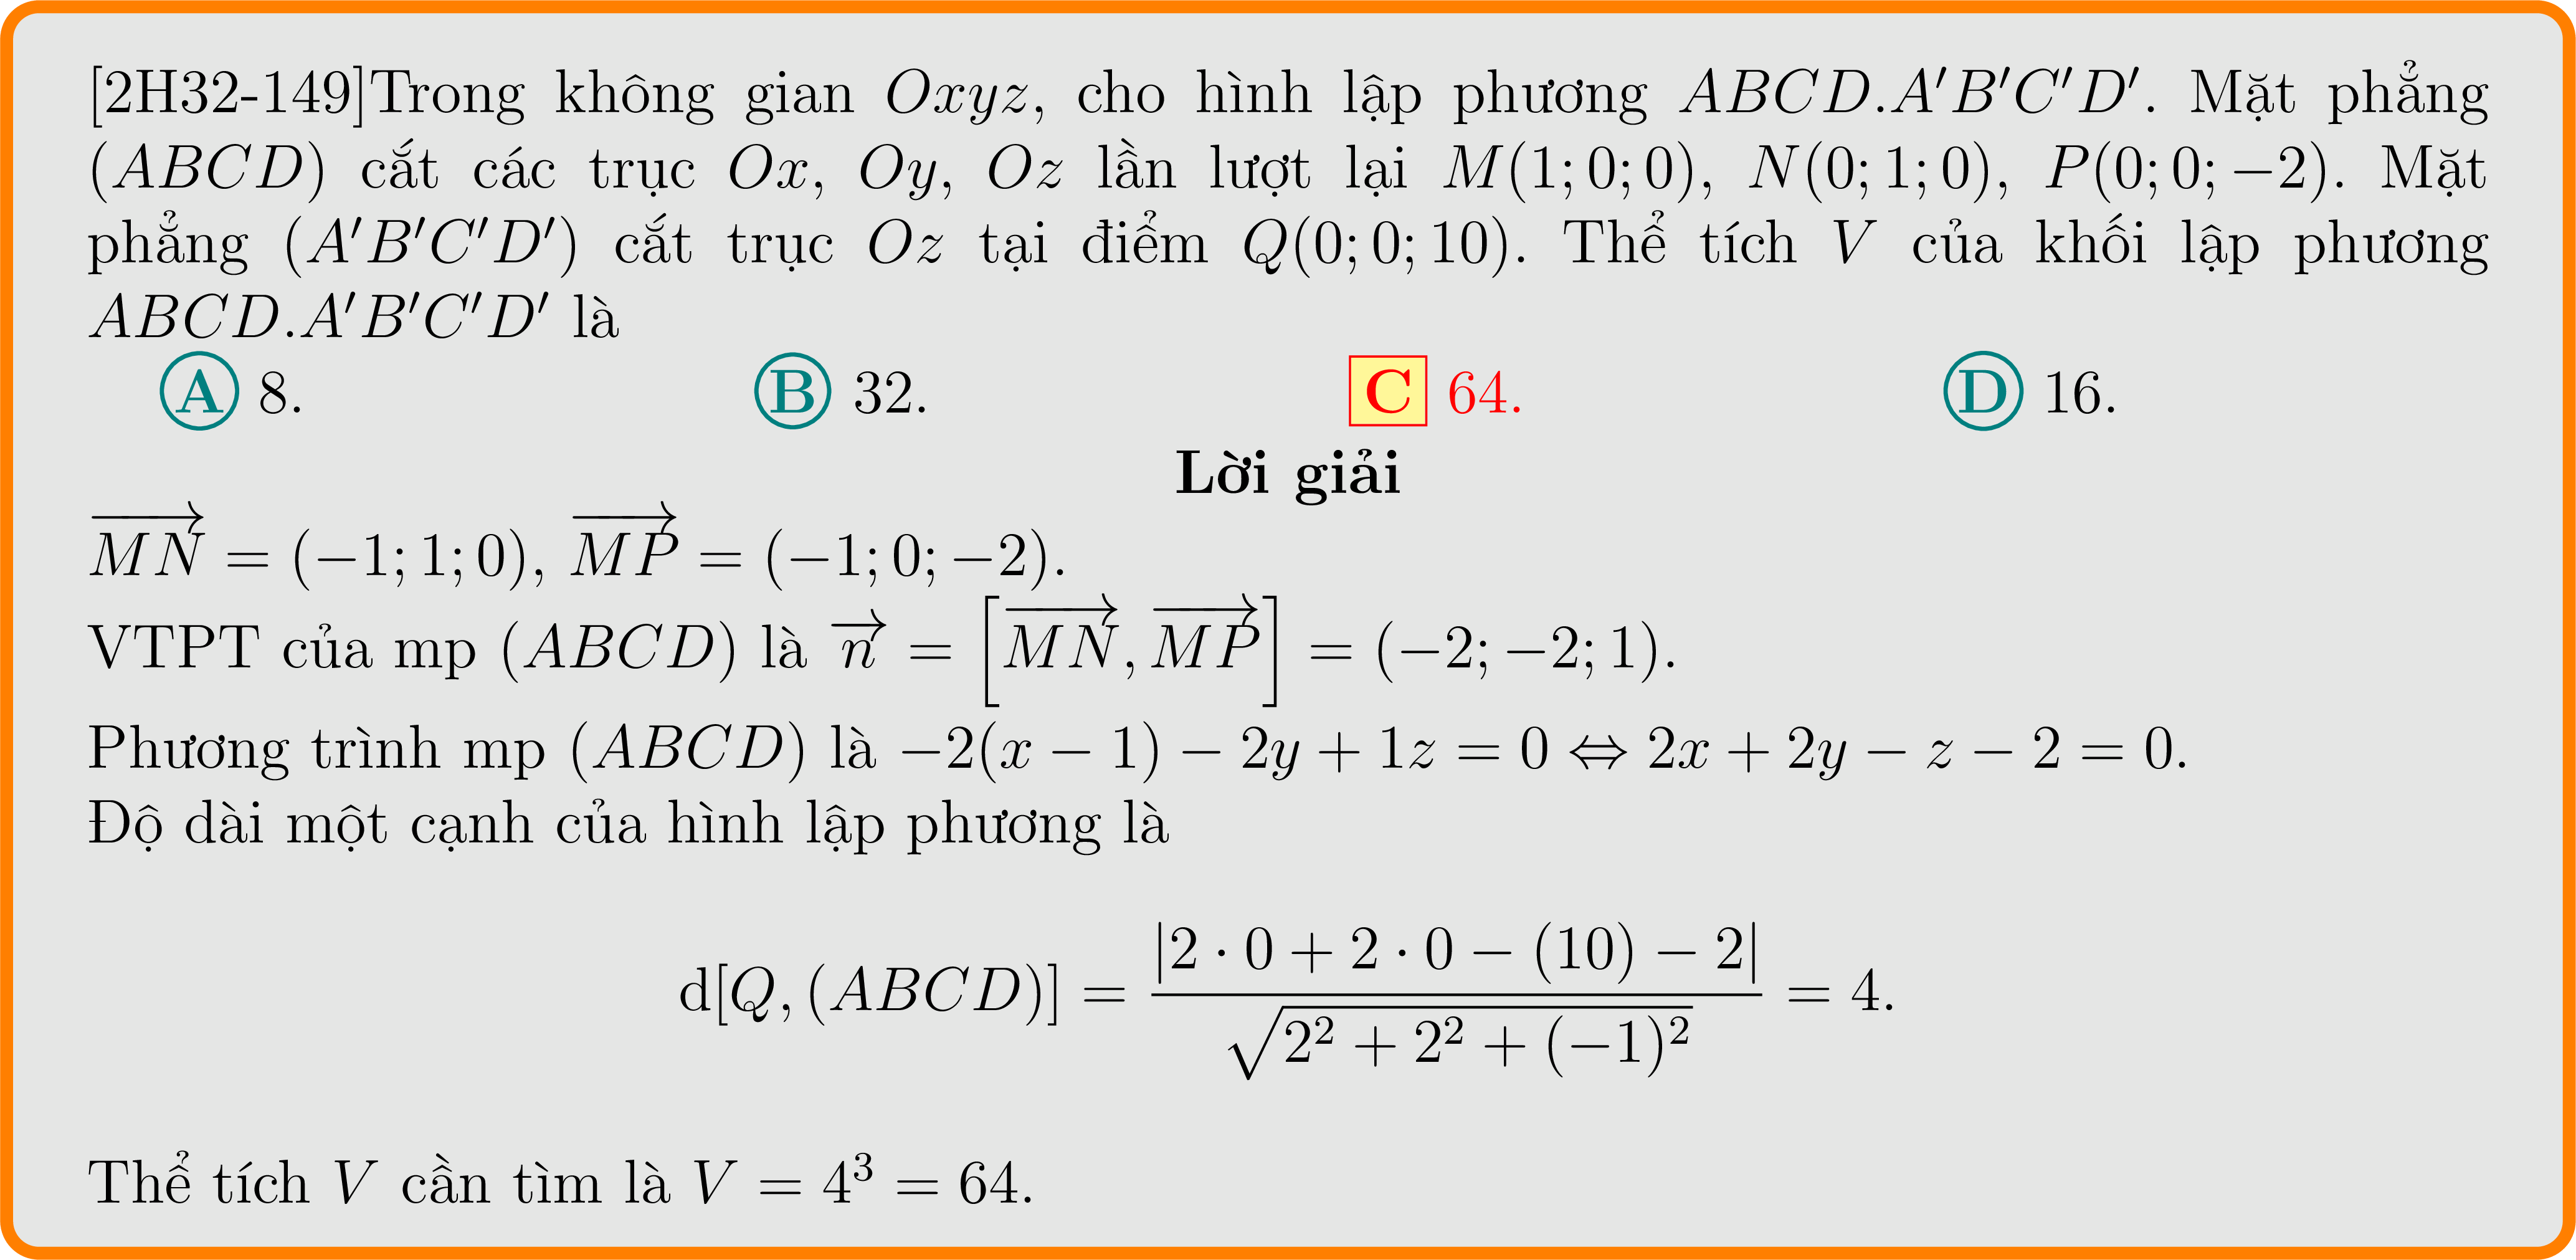 [2H32-149]Trong không gian Oxyz, cho hình lập phương ABCD.A′B′C′D′. Mặt phẳng
(ABCD) cắt các trục Ox, Oy, Oz lần lượt lại M(1; 0; 0), N(0; 1; 0), P(0; 0; −2). Mặt
phẳng (A′B′C′D′) cắt trục Oz tại điểm Q(0; 0; 10). Thể tích V của khối lập phương
ABCD.A′B′C′D′ là
A 8. B 32. C 64. D 16.
Lời giải
$\overrightarrow{MN} = (−1; 1; 0), \overrightarrow{MP} = (−1; 0; −2).$
VTPT của mp (ABCD) là $\overrightarrow{n} = \left[\overrightarrow{MN}, \overrightarrow{MP}\right] = (−2; −2; 1).$
Phương trình mp (ABCD) là −2(x − 1) − 2y + 1z = 0 ⇔ 2x + 2y − z − 2 = 0.
Độ dài một cạnh của hình lập phương là
$\mathrm{d}[Q, (ABCD)] = \frac{|2 \cdot 0 + 2 \cdot 0 − (10) − 2|}{\sqrt{2^2 + 2^2 + (−1)^2}} = 4.$
Thể tích V cần tìm là V = 4³ = 64.